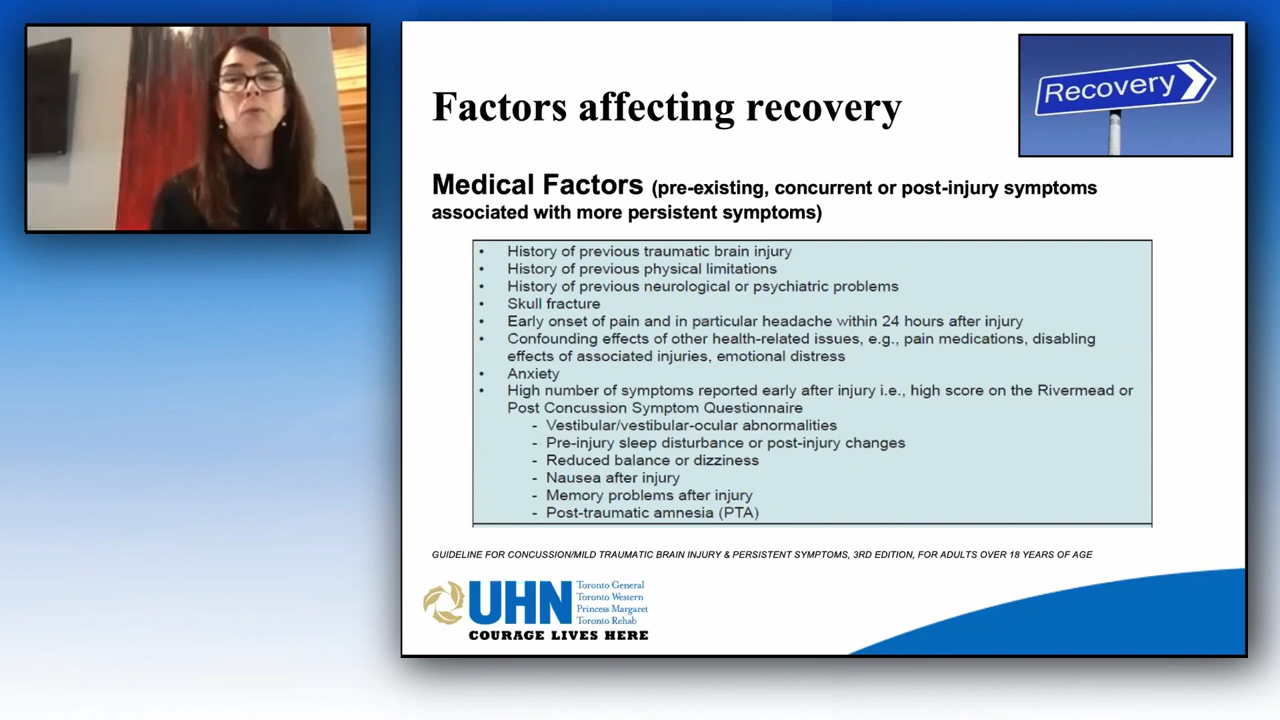 Recovery
Factors affecting recovery
Medical Factors (pre-existing, concurrent or post-injury symptoms
associated with more persistent symptoms)
• History of previous traumatic brain injury
• History of previous physical limitations
• History of previous neurological or psychiatric problems
• Skull fracture
• Early onset of pain and in particular headache within 24 hours after injury
• Confounding effects of other health-related issues, e.g., pain medications, disabling
effects of associated injuries, emotional distress
• Anxiety
• High number of symptoms reported early after injury i.e., high score on the Rivermead or
Post Concussion Symptom Questionnaire
- Vestibular/vestibular-ocular abnormalities
- Pre-injury sleep disturbance or post-injury changes
- Reduced balance or dizziness
- Nausea after injury
- Memory problems after injury
- Post-traumatic amnesia (PTA)
GUIDELINE FOR CONCUSSION/MILD TRAUMATIC BRAIN INJURY & PERSISTENT SYMPTOMS, 3RD EDITION, FOR ADULTS OVER 18 YEARS OF AGE
UHN
Toronto General
Toronto Western
Princess Margaret
Toronto Rehab
COURAGE LIVES HERE